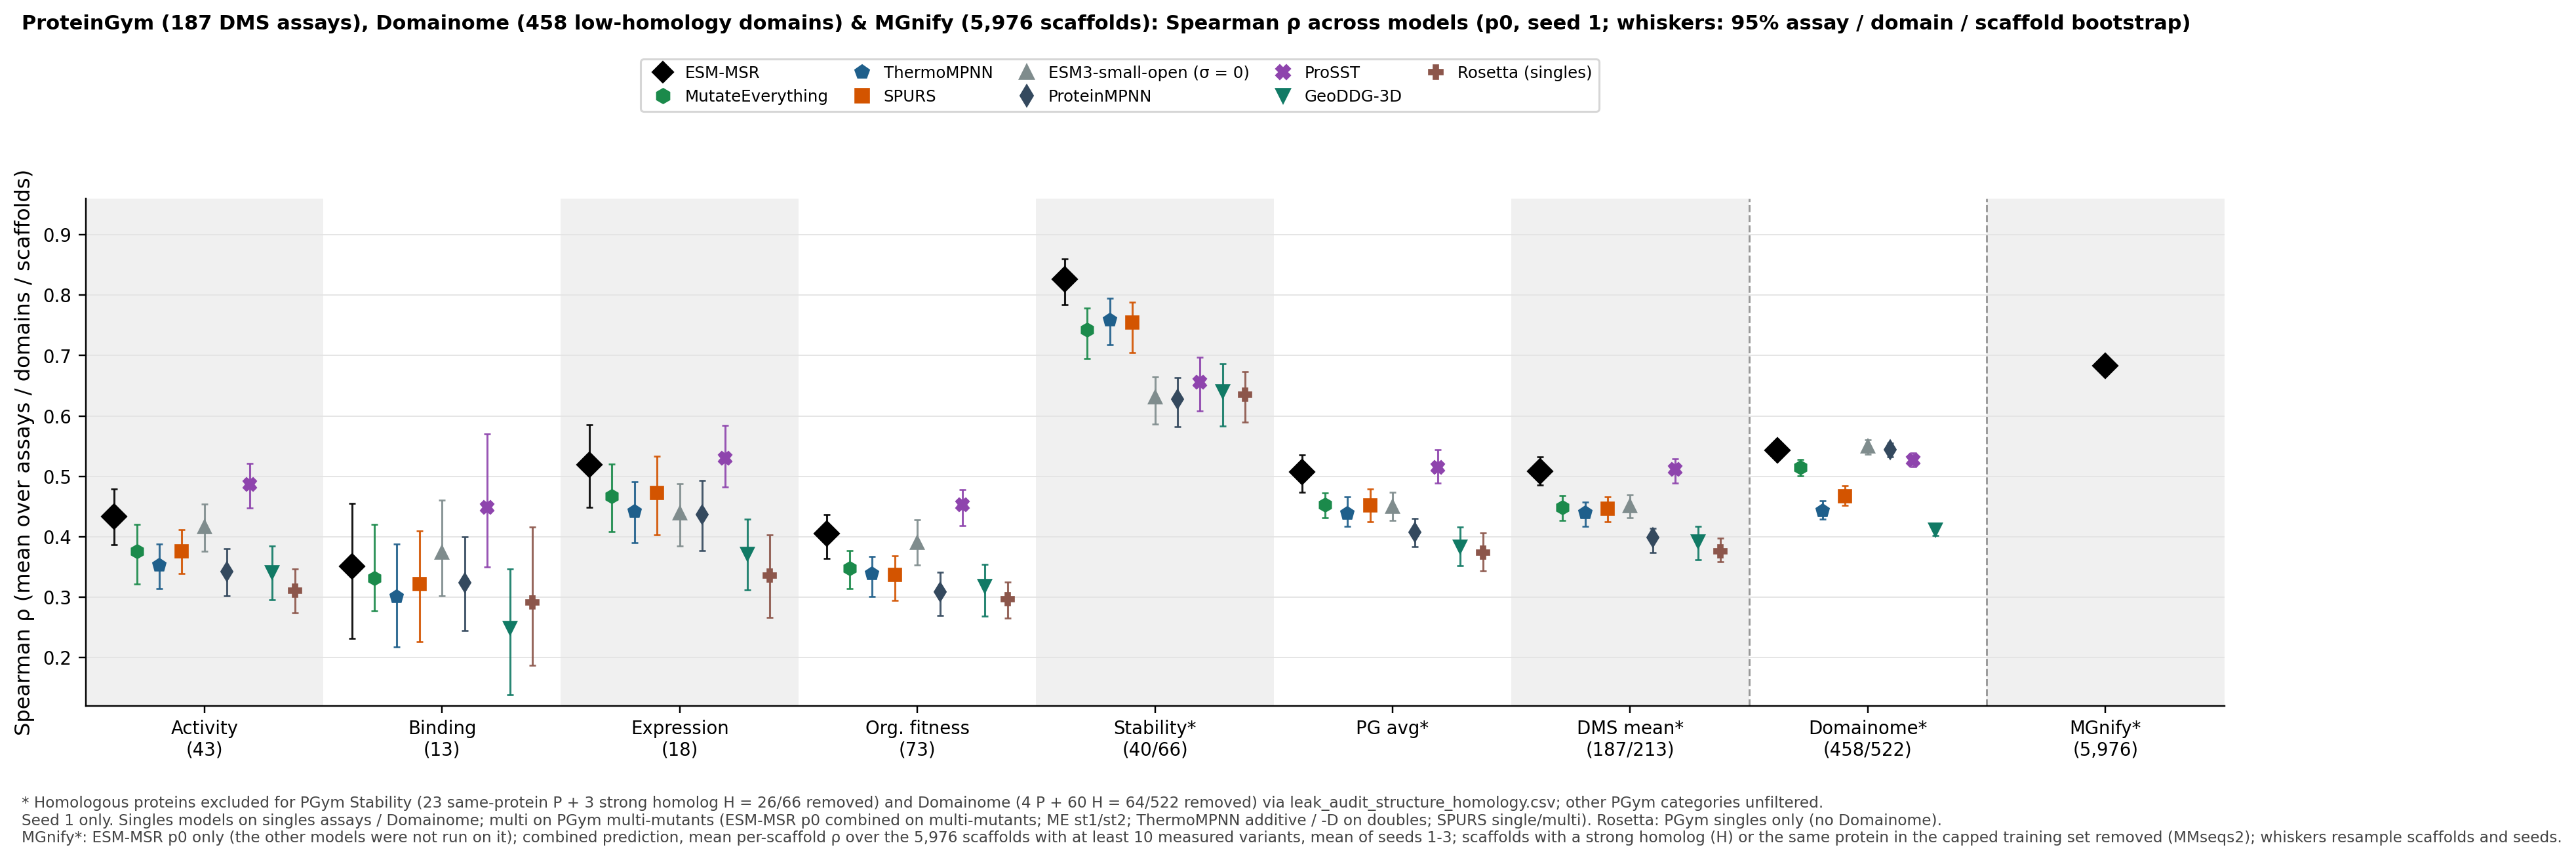 ProteinGym (187 DMS assays), Domainome (458 low-homology domains) & MGnify (5,976 scaffolds): Spearman ρ across models (p0, seed 1; whiskers: 95% assay / domain / scaffold bootstrap)
ESM-MSR
MutateEverything
ThermoMPNN
SPURS
ESM3-small-open (σ = 0)
ProteinMPNN
ProSST
GeoDDG-3D
Rosetta (singles)
Spearman ρ (mean over assays / domains / scaffolds)
0.9
0.8
0.7
0.6
0.5
0.4
0.3
0.2
Activity
(43)
Binding
(13)
Expression
(18)
Org. fitness
(73)
Stability*
(40/66)
PG avg*
DMS mean*
(187/213)
Domainome*
(458/522)
MGnify*
(5,976)
* Homologous proteins excluded for PGym Stability (23 same-protein P + 3 strong homolog H = 26/66 removed) and Domainome (4 P + 60 H = 64/522 removed) via leak_audit_structure_homology.csv; other PGym categories unfiltered.
Seed 1 only. Singles models on singles assays / Domainome; multi on PGym multi-mutants (ESM-MSR p0 combined on multi-mutants; ME st1/st2; ThermoMPNN additive / -D on doubles; SPURS single/multi). Rosetta: PGym singles only (no Domainome).
MGnify*: ESM-MSR p0 only (the other models were not run on it); combined prediction, mean per-scaffold ρ over the 5,976 scaffolds with at least 10 measured variants, mean of seeds 1-3; scaffolds with a strong homolog (H) or the same protein in the capped training set removed (MMseqs2); whiskers resample scaffolds and seeds.